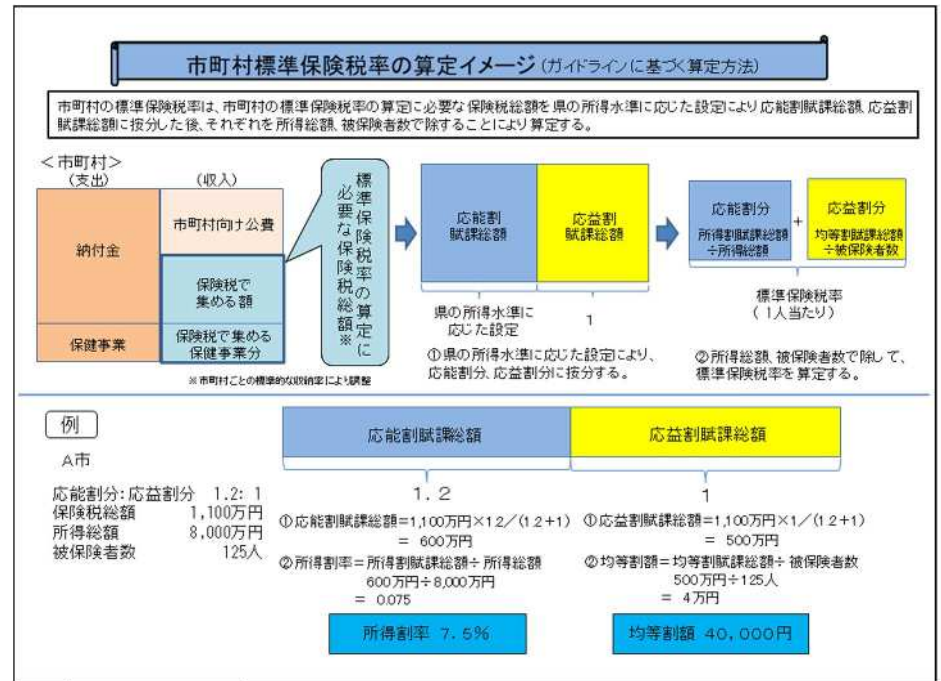 市町村標準保険税率の算定イメージ(ガイドラインに基づく算定方法)
市町村の標準保険税率は、市町村の標準保険税率の算定に必要な保険税総額を県の所得水準に応じた設定により応能割賦課総額、応益割
賦課総額に按分した後、それぞれを所得総額、被保険者数で除することにより算定する。
<市町村>
(支出)
(収入)
納付金
保健事業
市町村向け公費
保険税で
集める額
保険税で集める
保健事業分
標準保険税率の算定に
必要な保険税総額※
※市町村ごとの標準的な収納率により調整
応能割
賦課総額
応益割
賦課総額
県の所得水準に
応じた設定
1
①県の所得水準に応じた設定により、
応能割分、応益割分に按分する。
応能割分
所得割賦課総額
÷所得総額
+
応益割分
均等割賦課総額
÷被保険者数
標準保険税率
(1人当たり)
②所得総額、被保険者数で除して、
標準保険税率を算定する。
例
A市
応能割分:応益割分 1.2:1
保険税総額 1,100万円
所得総額 8,000万円
被保険者数 125人
応能割賦課総額
応益割賦課総額
1.2
1
①応能割賦課総額=1,100万円×1.2/(1.2+1)
= 600万円
②所得割率=所得割賦課総額÷所得総額
600万円÷8,000万円
= 0.075
所得割率 7.5%
①応益割賦課総額=1,100万円×1/(1.2+1)
= 500万円
②均等割額=均等割賦課総額÷被保険者数
500万円÷125人
= 4万円
均等割額 40,000円